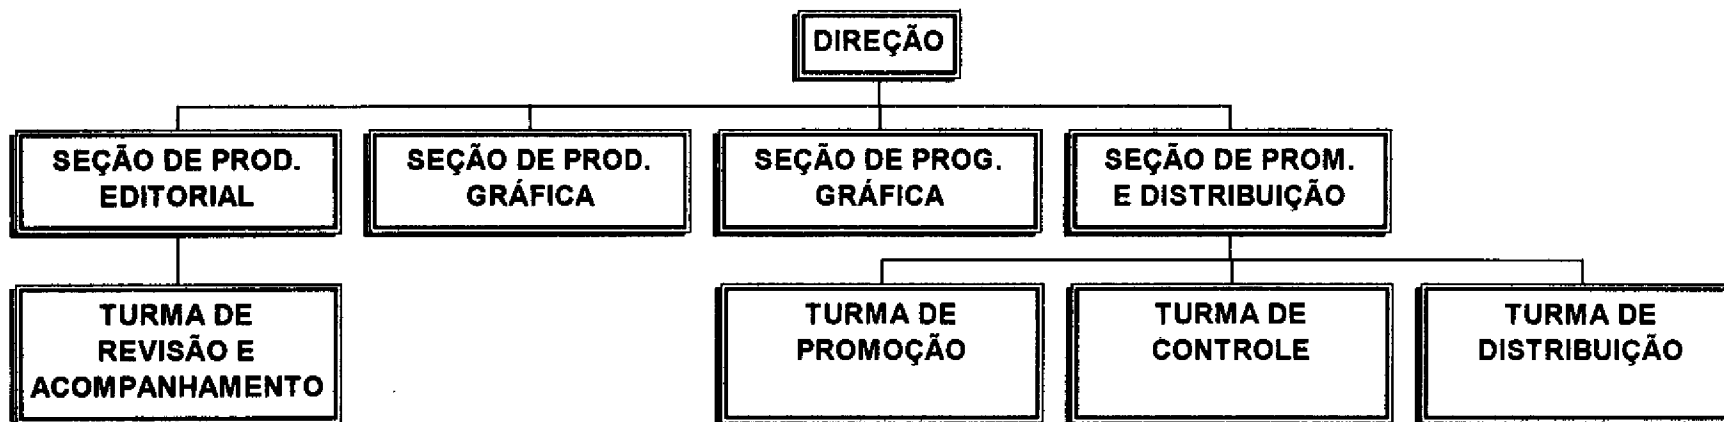 DIREÇÃO
SEÇÃO DE PROD.
EDITORIAL
SEÇÃO DE PROD.
GRÁFICA
SEÇÃO DE PROG.
GRÁFICA
SEÇÃO DE PROM.
E DISTRIBUIÇÃO
TURMA DE
REVISÃO E
ACOMPANHAMENTO
TURMA DE
PROMOÇÃO
TURMA DE
CONTROLE
TURMA DE
DISTRIBUIÇÃO